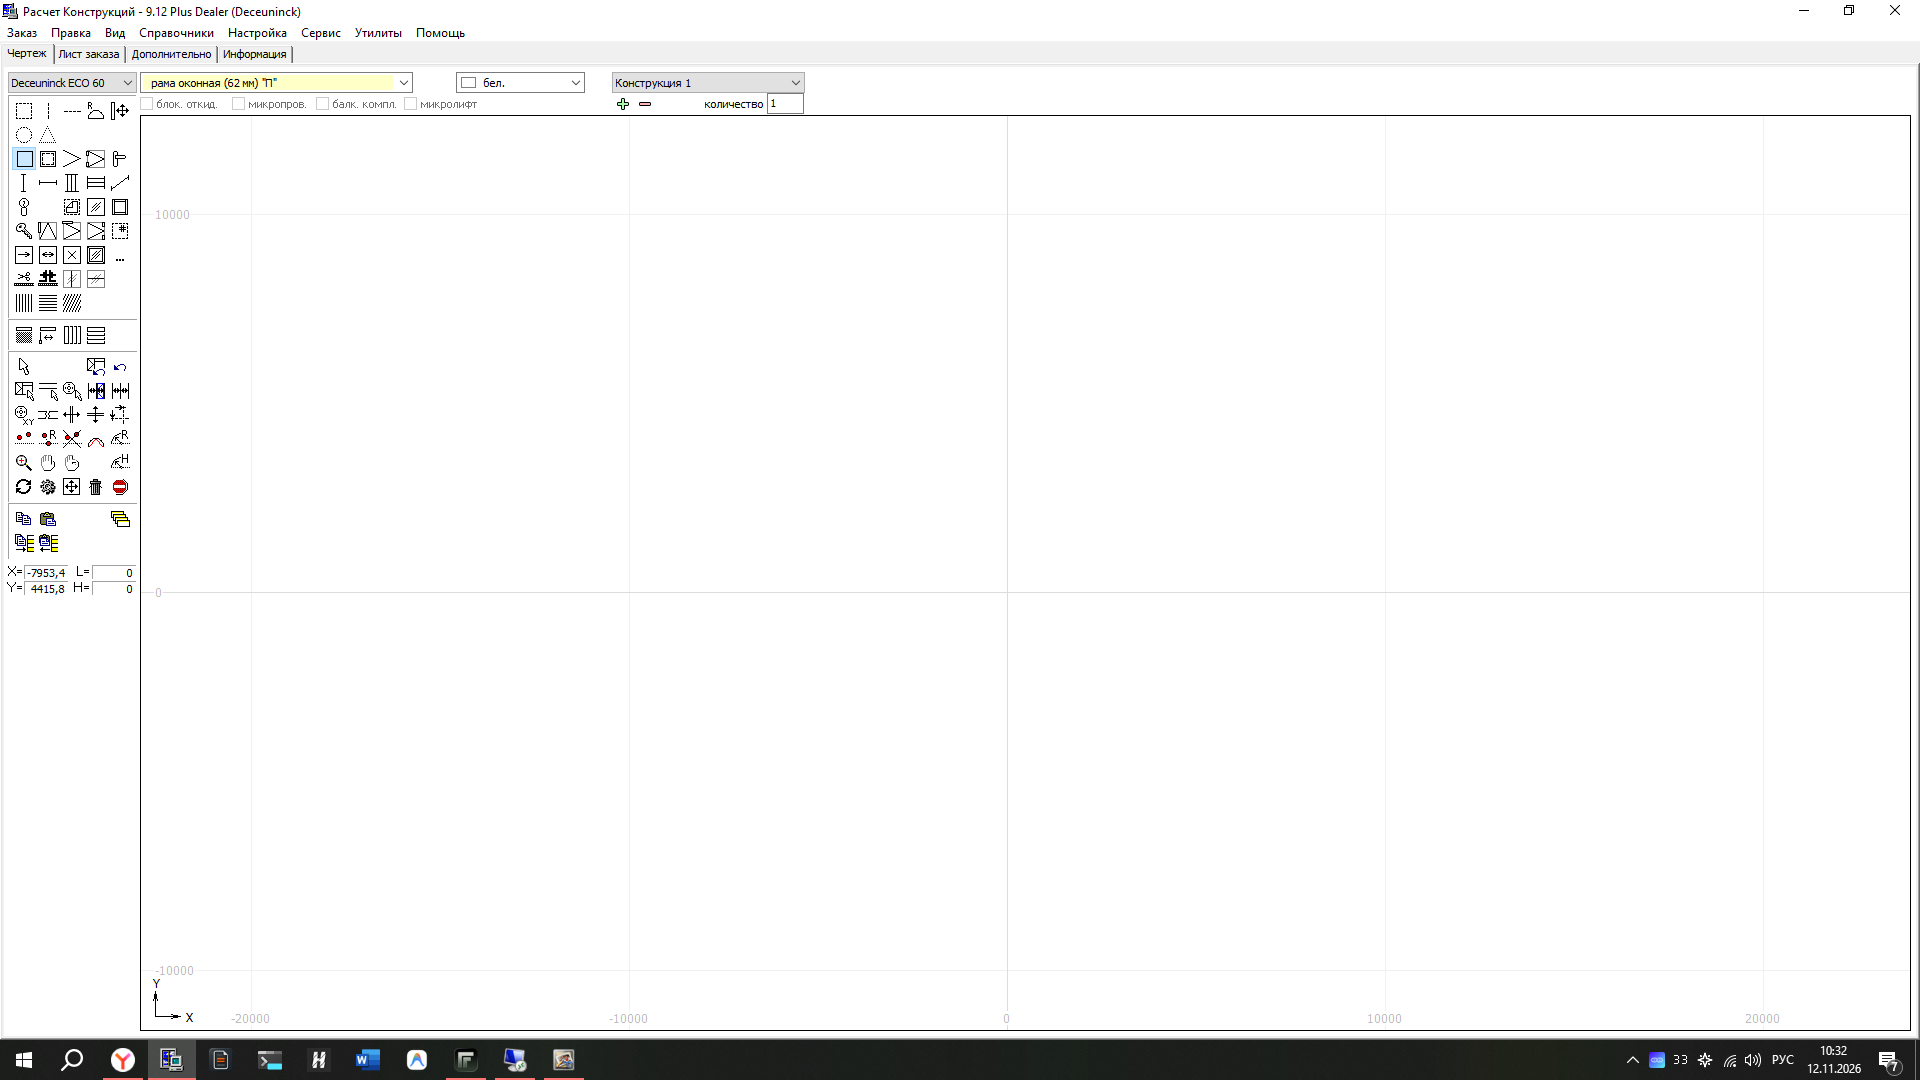 Расчет Конструкций - 9.12 Plus Dealer (Deceuninck)
Заказ Правка Вид Справочники Настройка Сервис Утилиты Помощь
Чертеж Лист заказа Дополнительно Информация
Deceuninck ECO 60 рама оконная (62 мм) "П" бел. Конструкция 1
блок. откид. микропров. балк. компл. микролифт количество 1
R
XY
R R
H
X= -7953,4 L= 0
Y= 4415,8 H= 0
10000
0
-10000
Y
X -20000 -10000 0 10000 20000
33 РУС 10:32
12.11.2026 7